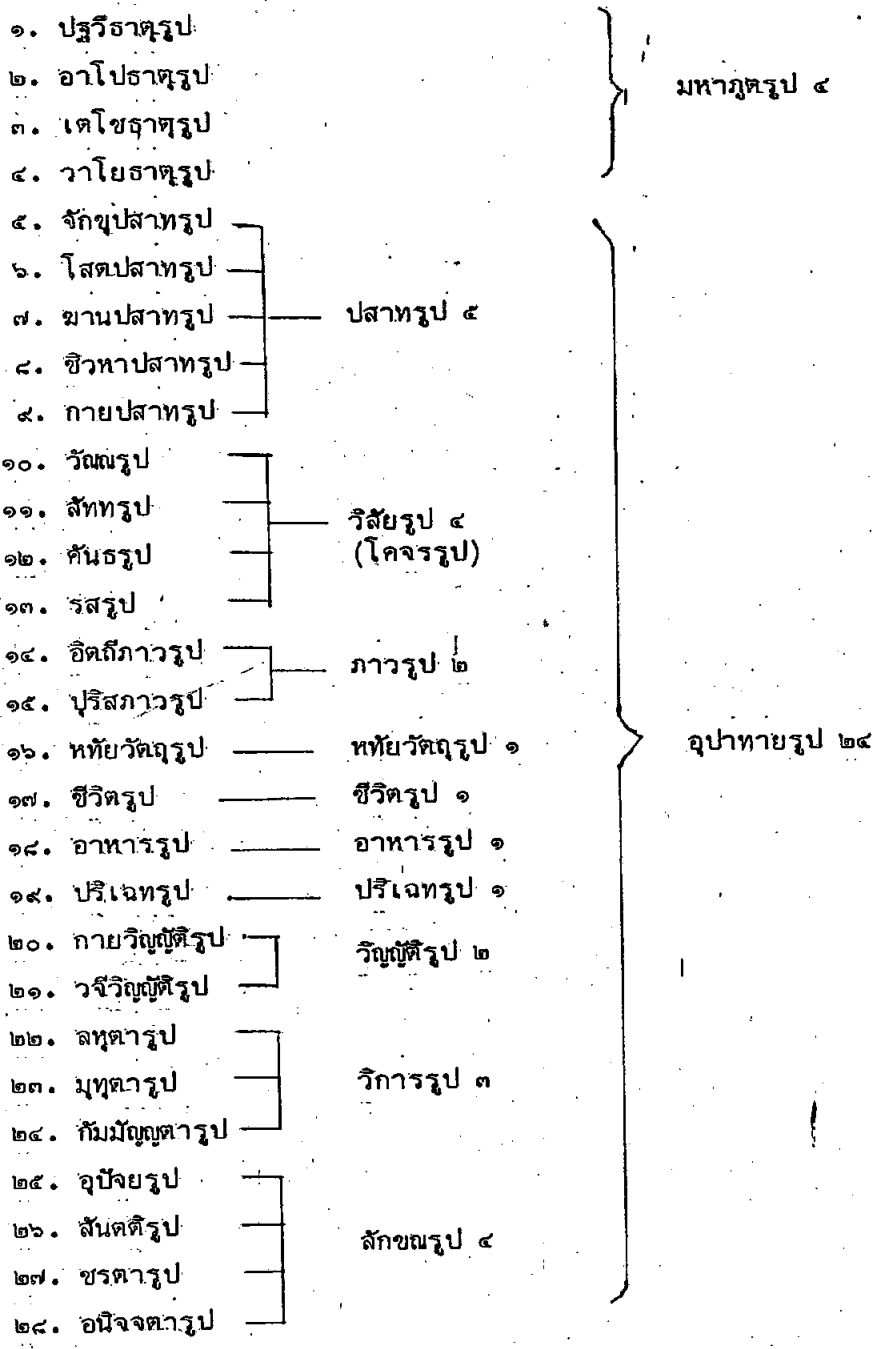 ๑. ปฐวีธาตุรูป
๒. อาโปธาตุรูป มหาภูตรูป ๔
๓. เตโชธาตุรูป
๔. วาโยธาตุรูป
๕. จักขุปสาทรูป
๖. โสตปสาทรูป
๗. ฆานปสาทรูป ปสาทรูป ๕
๘. ชิวหาปสาทรูป
๙. กายปสาทรูป
๑๐. วัณณรูป
๑๑. สัททรูป วิสัยรูป ๔
๑๒. คันธรูป (โคจรรูป)
๑๓. รสรูป
๑๔. อิตถีภาวรูป ภาวรูป ๒
๑๕. ปุริสภาวรูป
๑๖. หทัยวัตถุรูป หทัยวัตถุรูป ๑ อุปาทายรูป ๒๔
๑๗. ชีวิตรูป ชีวิตรูป ๑
๑๘. อาหารรูป อาหารรูป ๑
๑๙. ปริเฉทรูป ปริเฉทรูป ๑
๒๐. กายวิญญัติรูป วิญญัติรูป ๒
๒๑. วจีวิญญัติรูป
๒๒. ลหุตารูป
๒๓. มุทุตารูป วิการรูป ๓
๒๔. กัมมัญญตารูป
๒๕. อุปจยรูป
๒๖. สันตติรูป ลักขณรูป ๔
๒๗. ชรตารูป
๒๘. อนิจจตารูป